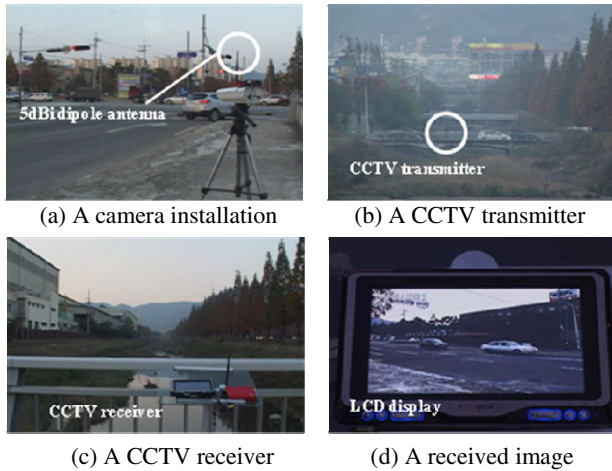 5dBi dipole antenna
(a) A camera installation
CCTV transmitter
(b) A CCTV transmitter
CCTV receiver
(c) A CCTV receiver
LCD display
(d) A received image